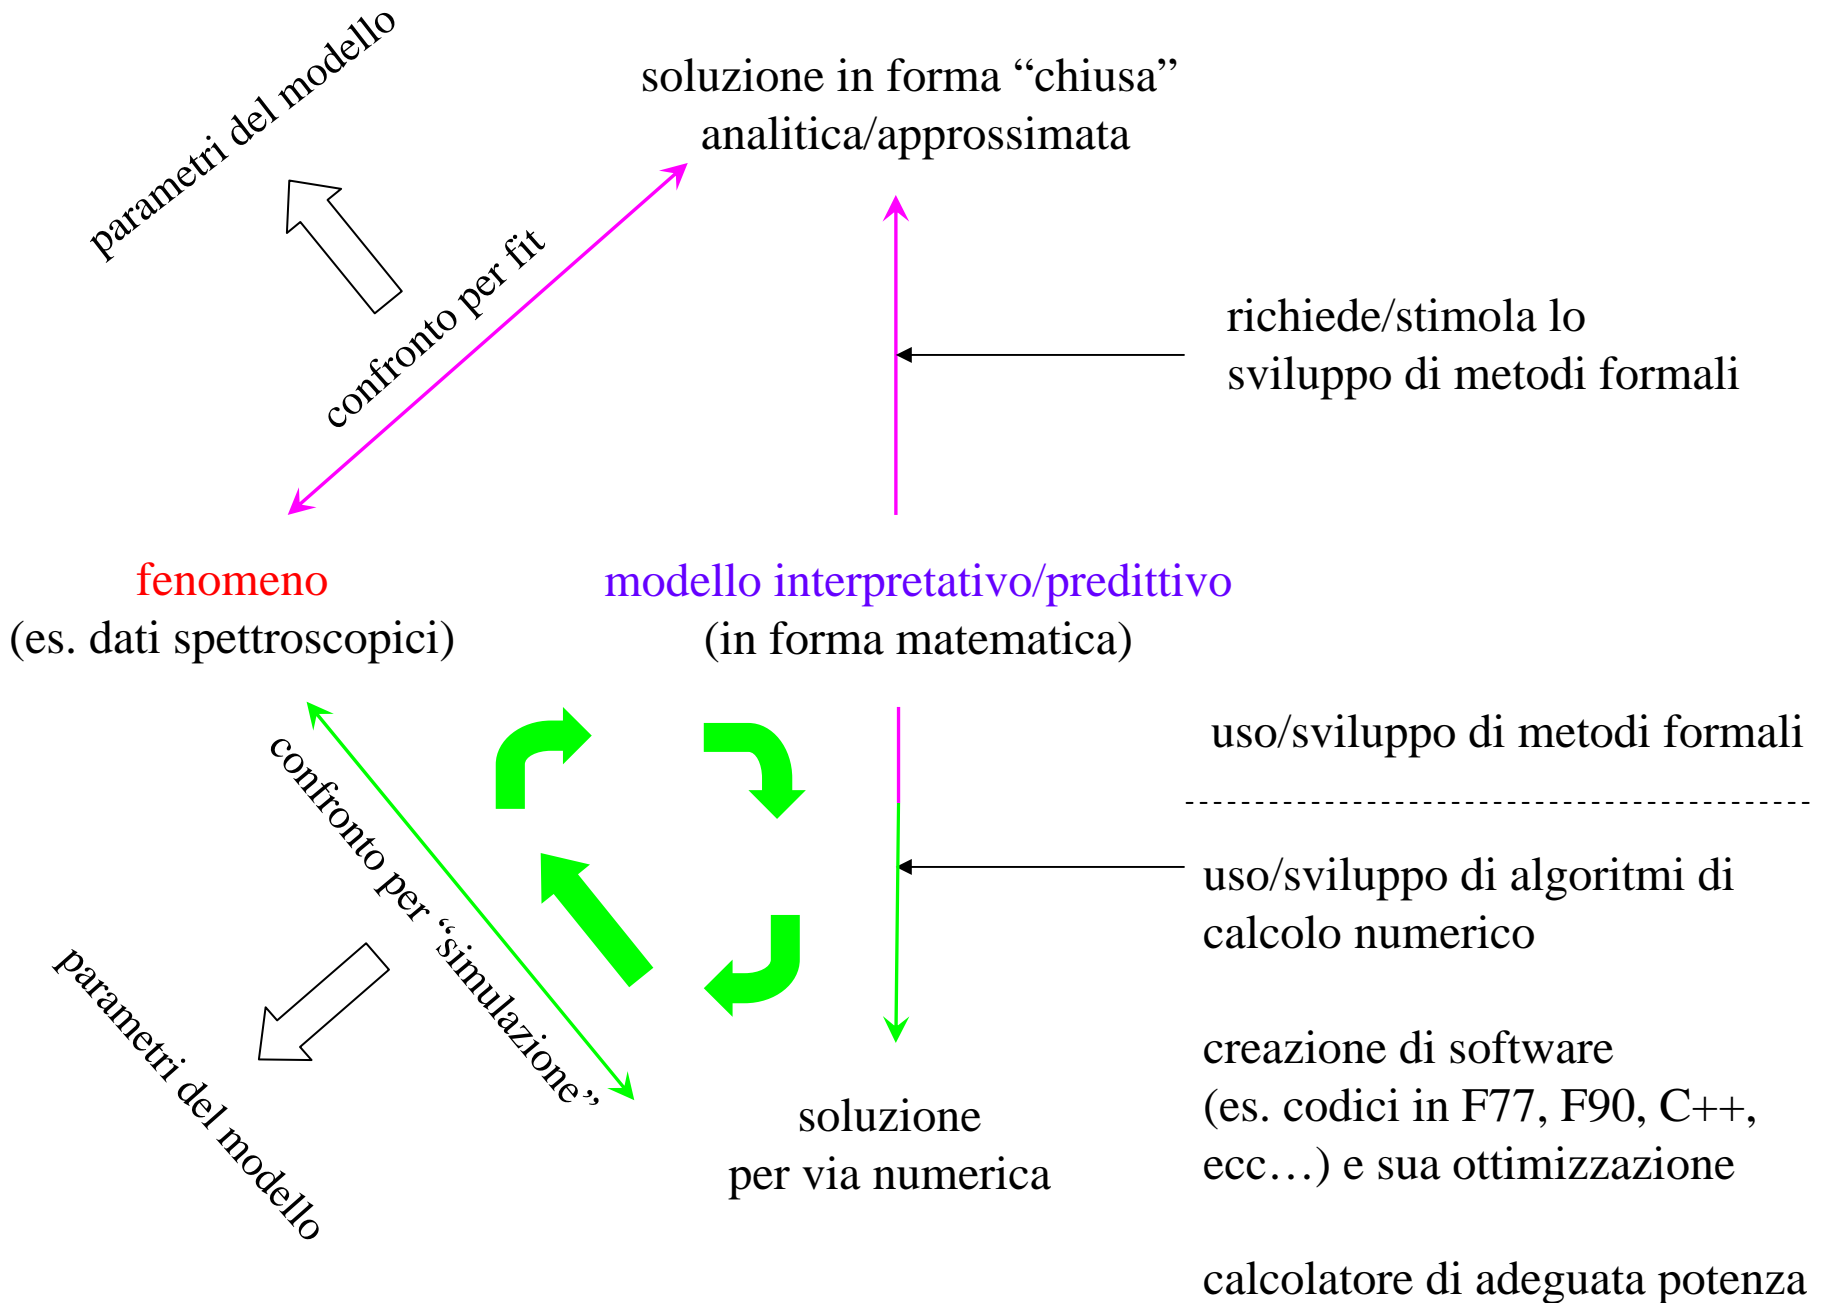 parametri del modello
soluzione in forma “chiusa”
analitica/approssimata
confronto per fit
richiede/stimola lo
sviluppo di metodi formali
fenomeno
(es. dati spettroscopici)
modello interpretativo/predittivo
(in forma matematica)
uso/sviluppo di metodi formali
confronto per “simulazione”
uso/sviluppo di algoritmi di
calcolo numerico
parametri del modello
creazione di software
(es. codici in F77, F90, C++,
ecc…) e sua ottimizzazione
soluzione
per via numerica
calcolatore di adeguata potenza